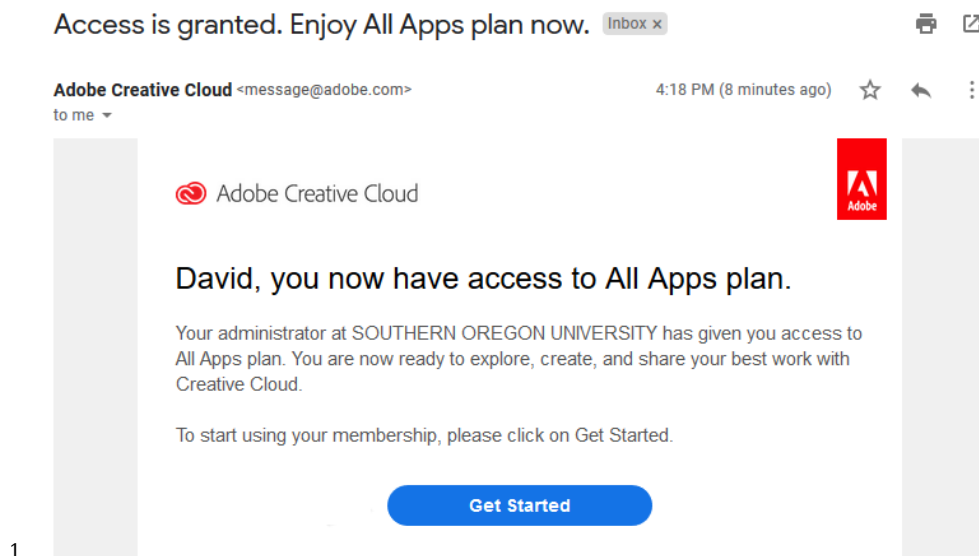 Access is granted. Enjoy All Apps plan now. Inbox x
Adobe Creative Cloud <message@adobe.com> 4:18 PM (8 minutes ago)
to me
Adobe Creative Cloud
Adobe
David, you now have access to All Apps plan.
Your administrator at SOUTHERN OREGON UNIVERSITY has given you access to
All Apps plan. You are now ready to explore, create, and share your best work with
Creative Cloud.
To start using your membership, please click on Get Started.
Get Started
1